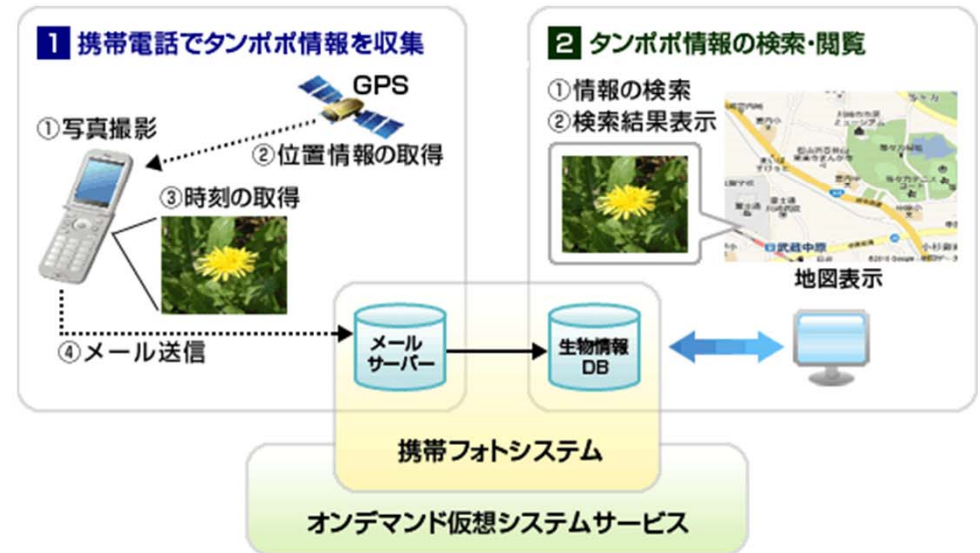 1 携帯電話でタンポポ情報を収集
GPS
①写真撮影
②位置情報の取得
③時刻の取得
④メール送信
2 タンポポ情報の検索・閲覧
①情報の検索
②検索結果表示
武蔵中原
地図表示
メール
サーバー
生物情報
DB
携帯フォトシステム
オンデマンド仮想システムサービス